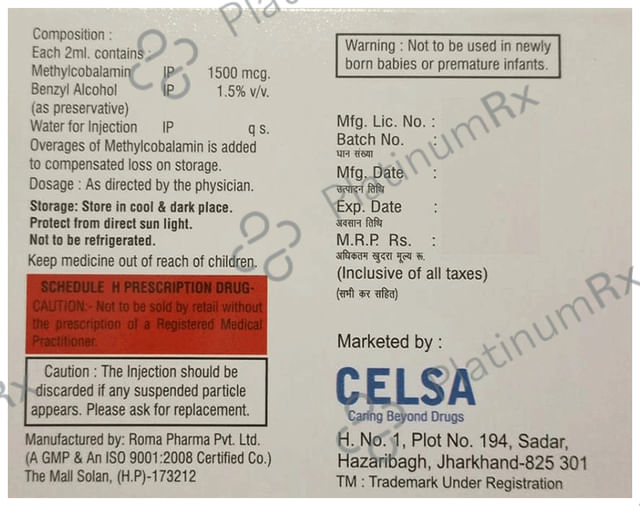 Composition :
Each 2ml. contains :
Methylcobalamin IP 1500 mcg.
Benzyl Alcohol IP 1.5% v/v.
(as preservative)
Water for Injection IP q s.
Overages of Methylcobalamin is added
to compensated loss on storage.
Dosage : As directed by the physician.
Storage: Store in cool & dark place.
Protect from direct sun light.
Not to be refrigerated.
Keep medicine out of reach of children.
SCHEDULE H PRESCRIPTION DRUG-
CAUTION:- Not to be sold by retail without
the prescription of a Registered Medical
Practitioner.
Caution : The Injection should be
discarded if any suspended particle
appears. Please ask for replacement.
Manufactured by: Roma Pharma Pvt. Ltd.
(A GMP & An ISO 9001:2008 Certified Co.)
The Mall Solan, (H.P)-173212
Warning : Not to be used in newly
born babies or premature infants.
Mfg. Lic. No. :
Batch No. :
घान संख्या
Mfg. Date :
उत्पादन तिथि
Exp. Date :
अवसान तिथि
M.R.P. Rs. :
अधिकतम खुदरा मूल्य रू.
(Inclusive of all taxes)
(सभी कर सहित)
Marketed by :
CELSA
Caring Beyond Drugs
H. No. 1, Plot No. 194, Sadar,
Hazaribagh, Jharkhand-825 301
TM : Trademark Under Registration
PlatinumRx
PlatinumRx
PlatinumRx
Rx